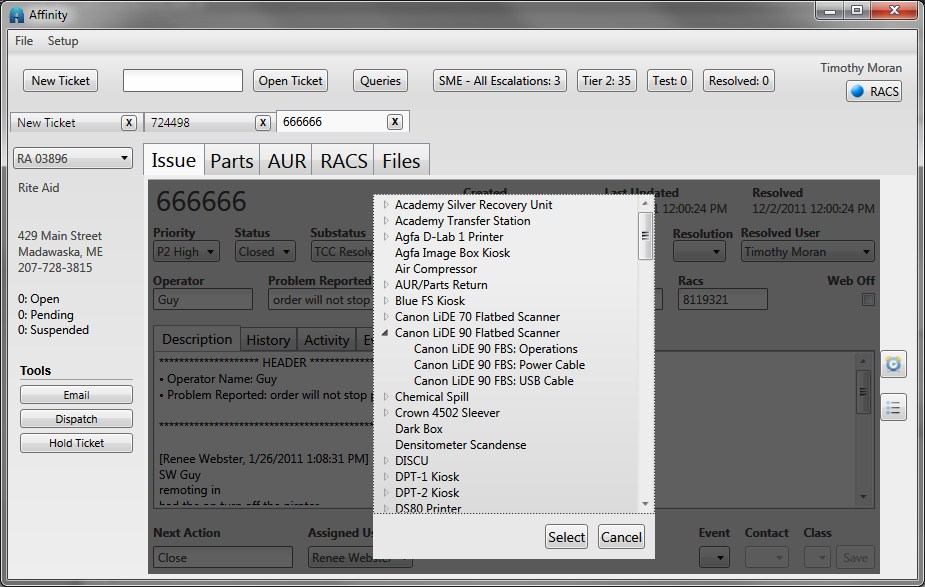 Affinity
File Setup
Timothy Moran
New Ticket Open Ticket Queries SME - All Escalations: 3 Tier 2: 35 Test: 0 Resolved: 0 RACS
New Ticket X 724498 X 666666 X
RA 03896 Issue Parts AUR RACS Files
Rite Aid
429 Main Street
Madawaska, ME
207-728-3815
0: Open
0: Pending
0: Suspended
Tools
Email
Dispatch
Hold Ticket
666666 Created Last Updated Resolved
12:00:24 PM 12/2/2011 12:00:24 PM
Priority Status Substatus Resolution Resolved User
P2 High Closed TCC Resolv Timothy Moran
Operator Problem Reported Racs Web Off
Guy order will not stop 8119321
Description History Activity
******************** HEADER *************
• Operator Name: Guy
• Problem Reported: order will not stop
[Renee Webster, 1/26/2011 1:08:31 PM]
SW Guy
remoting in
Academy Silver Recovery Unit
Academy Transfer Station
Agfa D-Lab 1 Printer
Agfa Image Box Kiosk
Air Compressor
AUR/Parts Return
Blue FS Kiosk
Canon LiDE 70 Flatbed Scanner
Canon LiDE 90 Flatbed Scanner
Canon LiDE 90 FBS: Operations
Canon LiDE 90 FBS: Power Cable
Canon LiDE 90 FBS: USB Cable
Chemical Spill
Crown 4502 Sleever
Dark Box
Densitometer Scandense
DISCU
DPT-1 Kiosk
DPT-2 Kiosk
DS80 Printer
Select Cancel
Next Action Assigned Us Event Contact Class
Close Renee Webster Save